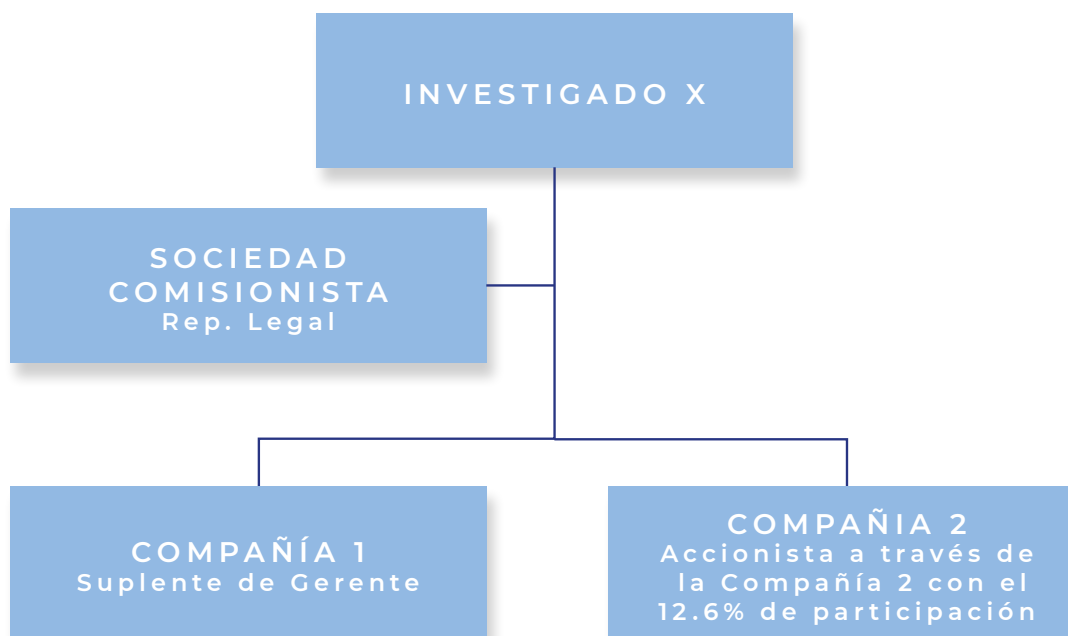 INVESTIGADO X
SOCIEDAD
COMISIONISTA
Rep. Legal
COMPAÑÍA 1
Suplente de Gerente
COMPAÑIA 2
Accionista a través de
la Compañía 2 con el
12.6% de participación